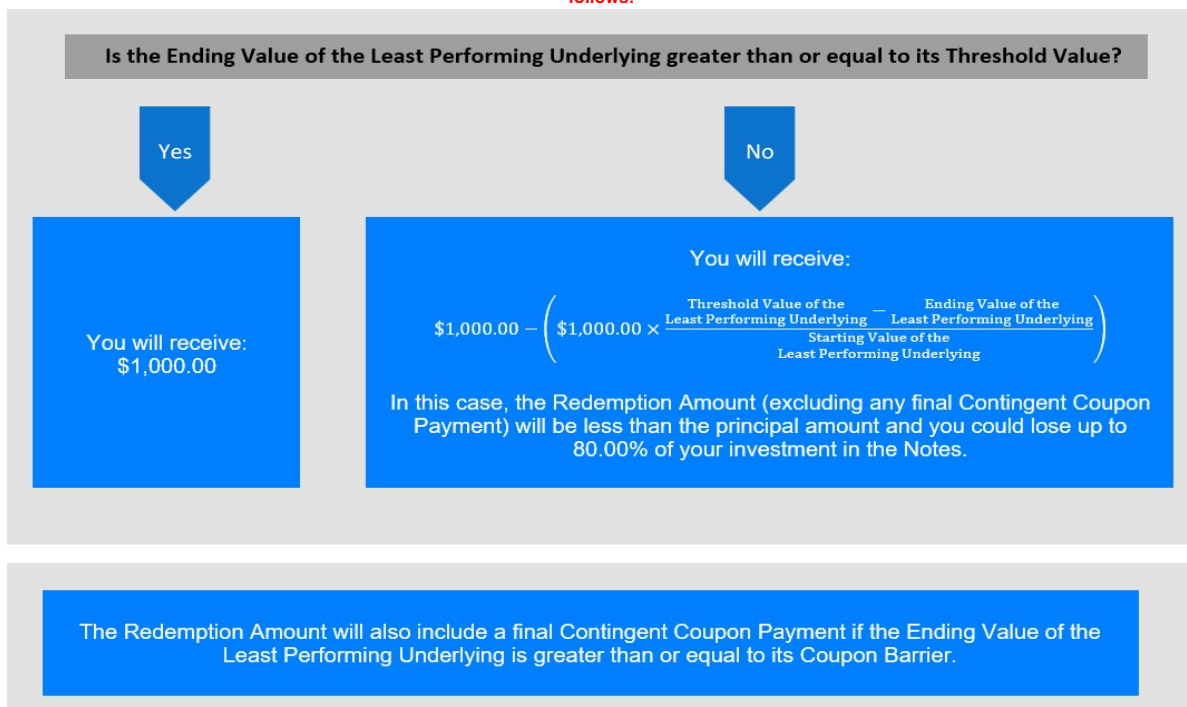 follows:
Is the Ending Value of the Least Performing Underlying greater than or equal to its Threshold Value?
Yes
No
You will receive:
$1,000.00
You will receive:
$1,000.00 − ( $1,000.00 × (Threshold Value of the Least Performing Underlying − Ending Value of the Least Performing Underlying) / Starting Value of the Least Performing Underlying )
In this case, the Redemption Amount (excluding any final Contingent Coupon
Payment) will be less than the principal amount and you could lose up to
80.00% of your investment in the Notes.
The Redemption Amount will also include a final Contingent Coupon Payment if the Ending Value of the
Least Performing Underlying is greater than or equal to its Coupon Barrier.